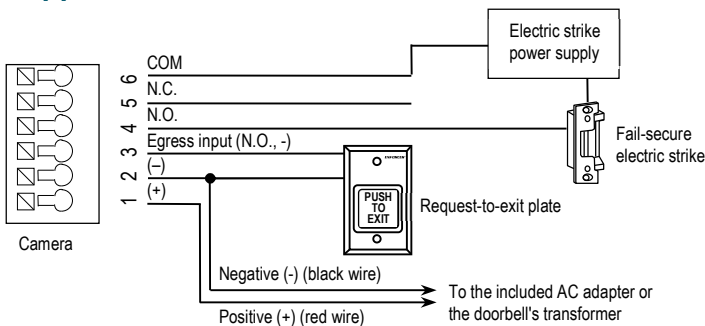 Electric strike
power supply
COM
6
N.C.
5
N.O.
4
Egress input (N.O., -)
3
(–)
2
(+)
1
Camera
ENFORCER
PUSH
TO
EXIT
Request-to-exit plate
Fail-secure
electric strike
Negative (-) (black wire)
Positive (+) (red wire)
To the included AC adapter or
the doorbell's transformer